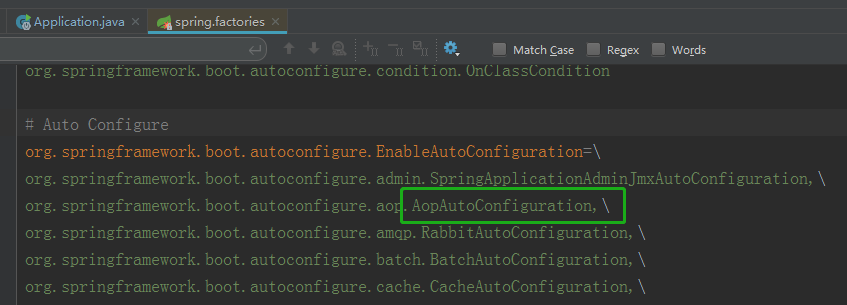 Application.java
spring.factories
Match Case
Regex
Words
org.springframework.boot.autoconfigure.condition.OnClassCondition
# Auto Configure
org.springframework.boot.autoconfigure.EnableAutoConfiguration=\
org.springframework.boot.autoconfigure.admin.SpringApplicationAdminJmxAutoConfiguration,\
org.springframework.boot.autoconfigure.aop.AopAutoConfiguration,\
org.springframework.boot.autoconfigure.amqp.RabbitAutoConfiguration,\
org.springframework.boot.autoconfigure.batch.BatchAutoConfiguration,\
org.springframework.boot.autoconfigure.cache.CacheAutoConfiguration,\